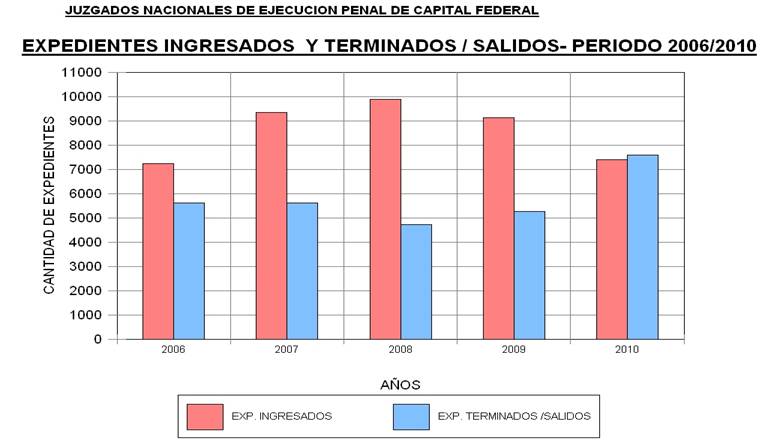 JUZGADOS NACIONALES DE EJECUCION PENAL DE CAPITAL FEDERAL
EXPEDIENTES INGRESADOS Y TERMINADOS / SALIDOS- PERIODO 2006/2010
11000
10000
9000
8000
7000
6000
5000
4000
3000
2000
1000
0
CANTIDAD DE EXPEDIENTES
2006 2007 2008 2009 2010
AÑOS
EXP. INGRESADOS EXP. TERMINADOS /SALIDOS